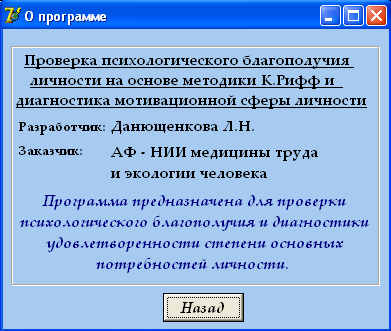 О программе
Проверка психологического благополучия
личности на основе методики К.Рифф и
диагностика мотивационной сферы личности
Разработчик: Данющенкова Л.Н.
Заказчик: АФ - НИИ медицины труда
и экологии человека
Программа предназначена для проверки
психологического благополучия и диагностики
удовлетворенности степени основных
потребностей личности.
Назад